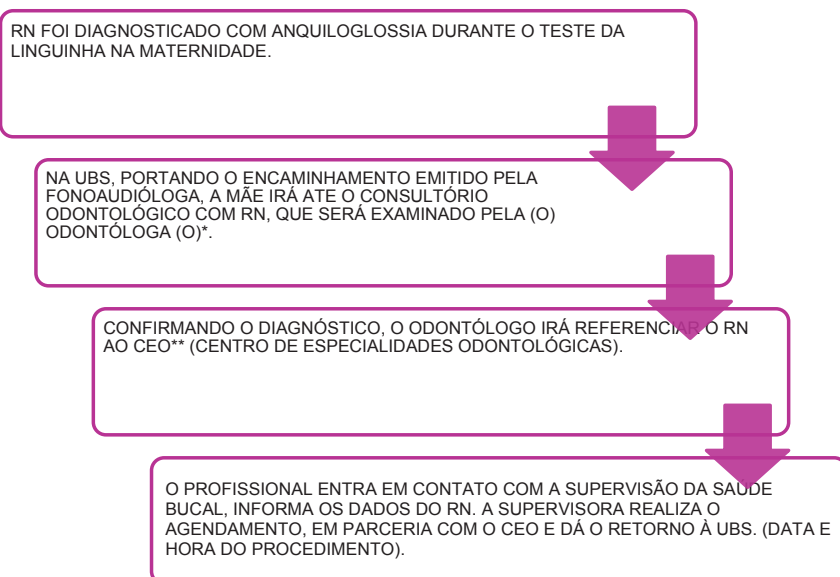 RN FOI DIAGNOSTICADO COM ANQUILOGLOSSIA DURANTE O TESTE DA
LINGUINHA NA MATERNIDADE.
NA UBS, PORTANDO O ENCAMINHAMENTO EMITIDO PELA
FONOAUDIÓLOGA, A MÃE IRÁ ATE O CONSULTÓRIO
ODONTOLÓGICO COM RN, QUE SERÁ EXAMINADO PELA (O)
ODONTÓLOGA (O)*.
CONFIRMANDO O DIAGNÓSTICO, O ODONTÓLOGO IRÁ REFERENCIAR O RN
AO CEO** (CENTRO DE ESPECIALIDADES ODONTOLÓGICAS).
O PROFISSIONAL ENTRA EM CONTATO COM A SUPERVISÃO DA SAÚDE
BUCAL, INFORMA OS DADOS DO RN. A SUPERVISORA REALIZA O
AGENDAMENTO, EM PARCERIA COM O CEO E DÁ O RETORNO À UBS. (DATA E
HORA DO PROCEDIMENTO).